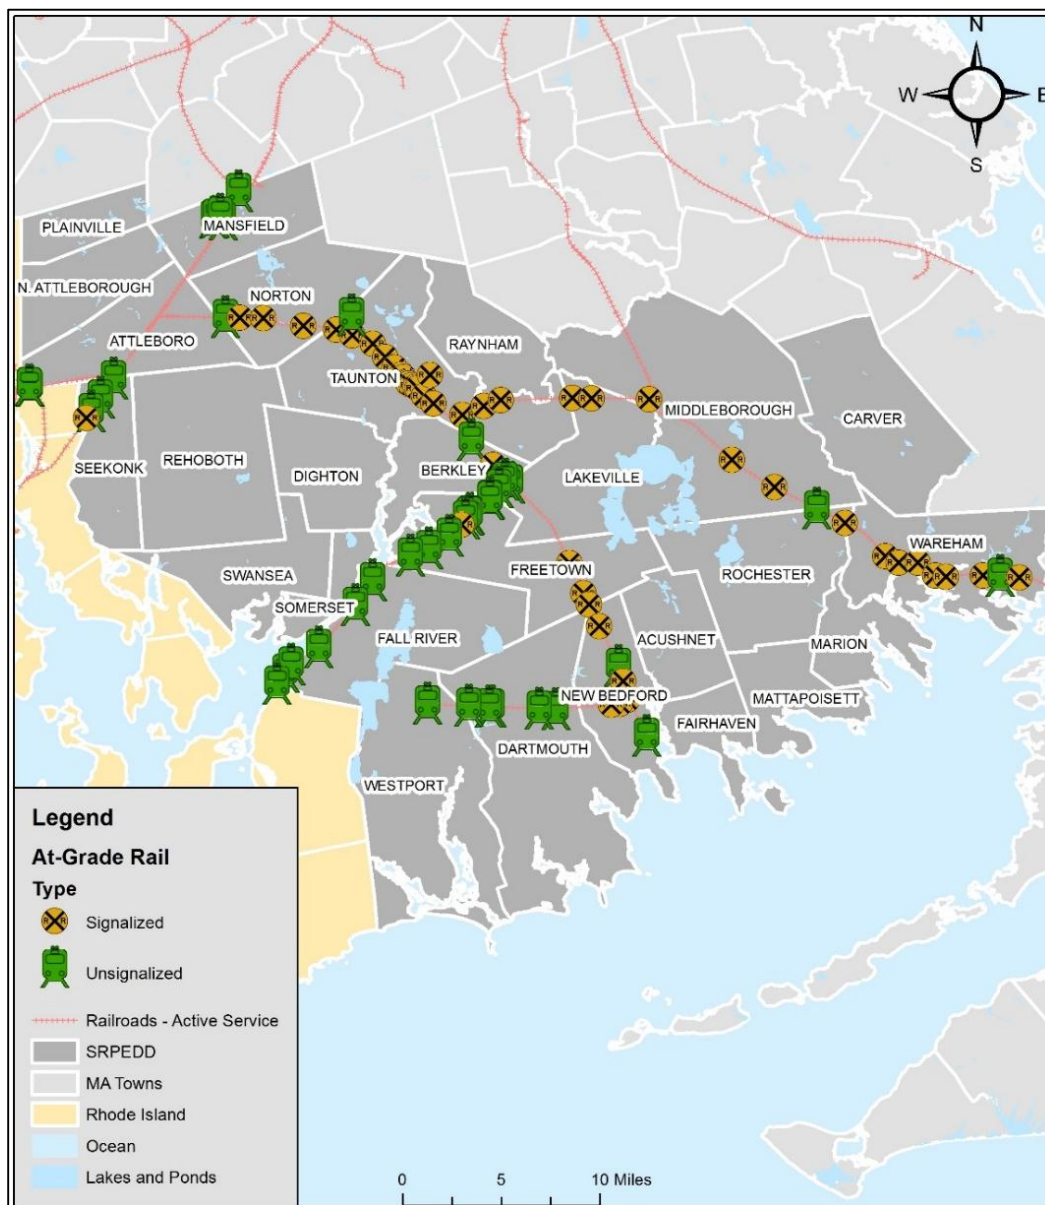 N
W
E
S
PLAINVILLE
MANSFIELD
N. ATTLEBOROUGH
NORTON
ATTLEBORO
RAYNHAM
TAUNTON
MIDDLEBOROUGH
CARVER
SEEKONK
REHOBOTH
DIGHTON
BERKLEY
LAKEVILLE
WAREHAM
FREETOWN
ROCHESTER
SWANSEA
SOMERSET
FALL RIVER
ACUSHNET
MARION
NEW BEDFORD
MATTAPOISETT
FAIRHAVEN
DARTMOUTH
WESTPORT
Legend
At-Grade Rail
Type
R R Signalized
Unsignalized
Railroads - Active Service
SRPEDD
MA Towns
Rhode Island
Ocean
Lakes and Ponds
0 5 10 Miles